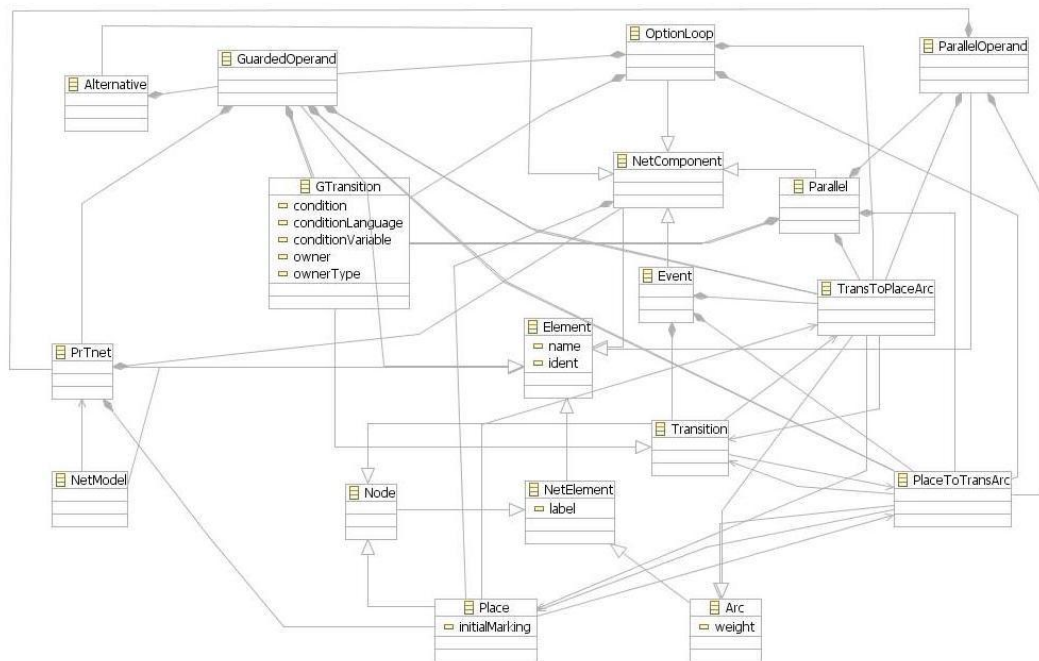 OptionLoop
ParallelOperand
GuardedOperand
Alternative
NetComponent
GTransition
condition
conditionLanguage
conditionVariable
owner
ownerType
Parallel
Event
TransToPlaceArc
Element
name
ident
PrTnet
Transition
NetModel
Node
NetElement
label
PlaceToTransArc
Place
initialMarking
Arc
weight